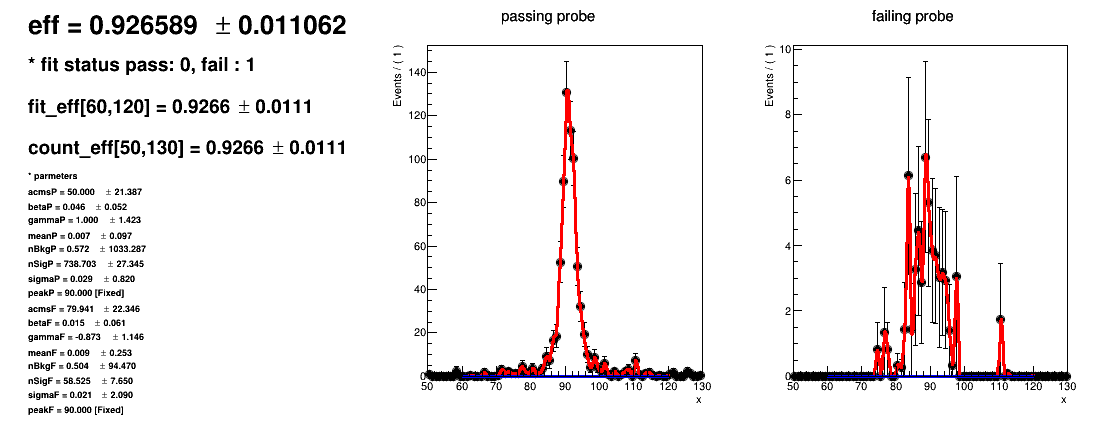 eff = 0.926589 ± 0.011062
* fit status pass: 0, fail : 1
fit_eff[60,120] = 0.9266 ± 0.0111
count_eff[50,130] = 0.9266 ± 0.0111
* parmeters
acmsP = 50.000 ± 21.387
betaP = 0.046 ± 0.052
gammaP = 1.000 ± 1.423
meanP = 0.007 ± 0.097
nBkgP = 0.572 ± 1033.287
nSigP = 738.703 ± 27.345
sigmaP = 0.029 ± 0.820
peakP = 90.000 [Fixed]
acmsF = 79.941 ± 22.346
betaF = 0.015 ± 0.061
gammaF = -0.873 ± 1.146
meanF = 0.009 ± 0.253
nBkgF = 0.504 ± 94.470
nSigF = 58.525 ± 7.650
sigmaF = 0.021 ± 2.090
peakF = 90.000 [Fixed]
passing probe
Events / ( 1 )
140
120
100
80
60
40
20
0
50 60 70 80 90 100 110 120 130
x
failing probe
Events / ( 1 )
10
8
6
4
2
0
50 60 70 80 90 100 110 120 130
x